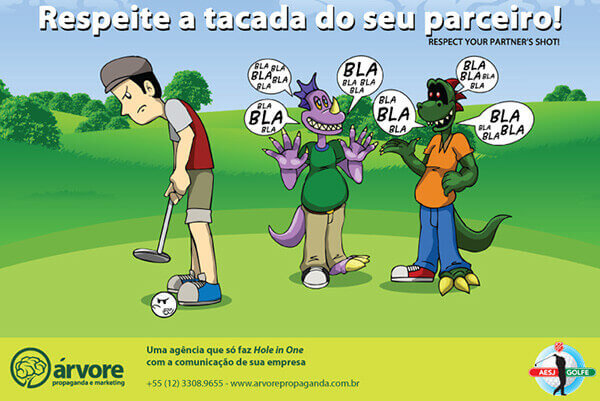 Respeite a tacada do seu parceiro!
RESPECT YOUR PARTNER'S SHOT!
BLA BLA
BLA BLA BLA
BLA
BLA
BLA BLA
BLA
BLA
BLA BLA
BLA
BLA
BLA
BLA
BLA
BLA
BLA
BLA BLA
BLA
BLA
BLA
BLA BLA
árvore
propaganda e marketing
Uma agência que só faz Hole in One
com a comunicação de sua empresa
+55 (12) 3308.9655 - www.arvorepropaganda.com.br
AESJ GOLFE